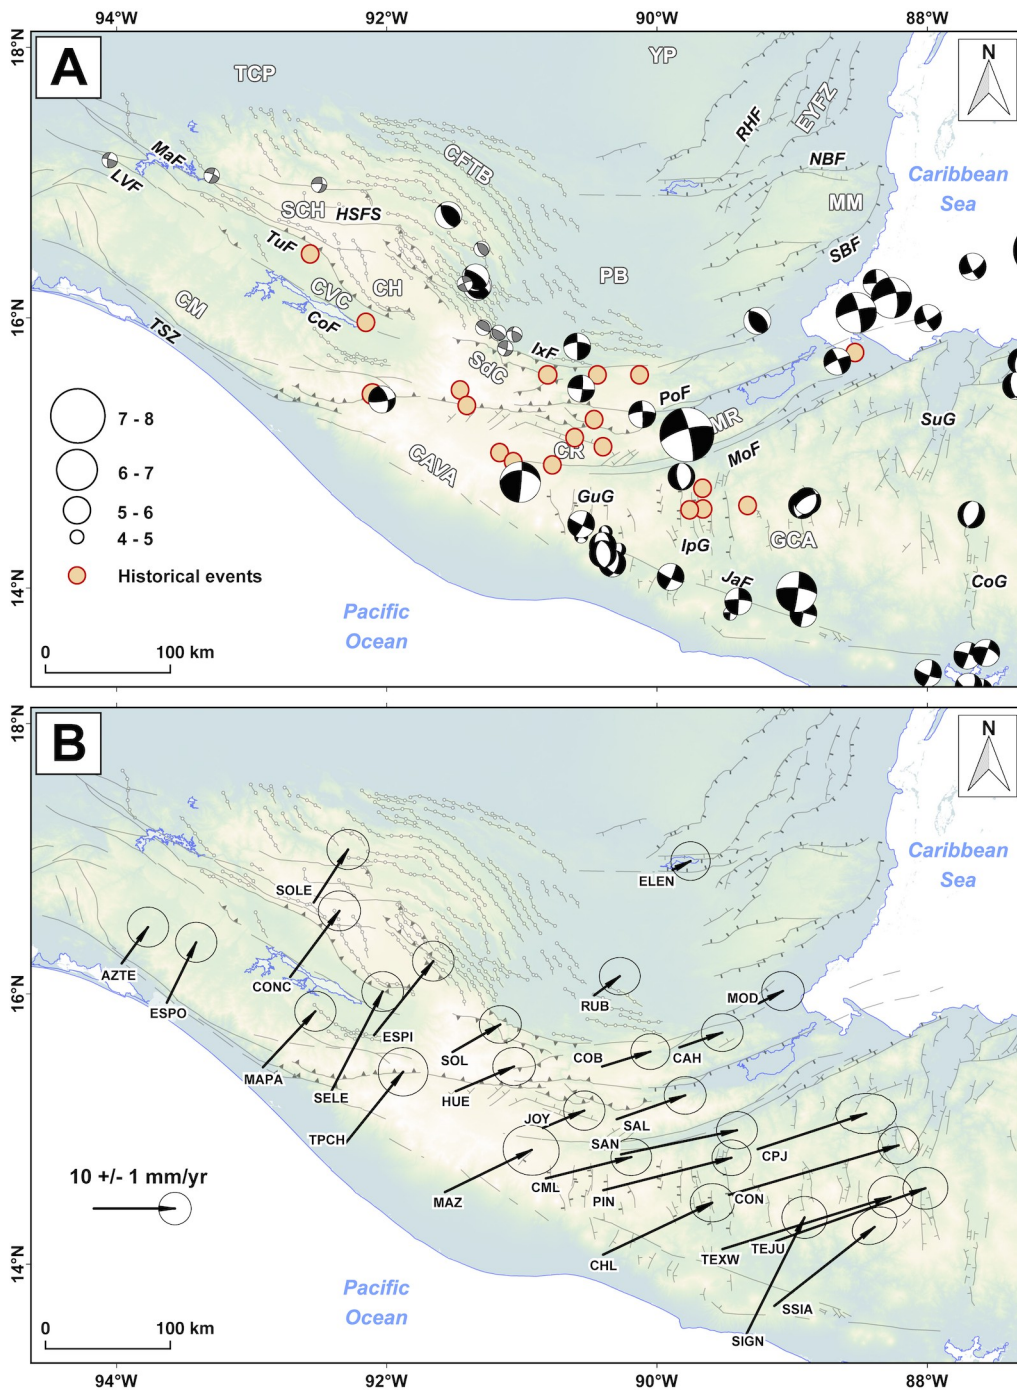 94°W 92°W 90°W 88°W
18°N
A
N
TCP
YP
RHF
EYFZ
MaF
LVF
CFTB
NBF
Caribbean
Sea
SCH
HSFS
MM
TuF
SBF
PB
CM
CVC
CH
CoF
16°N
TSZ
IxF
SdC
PoF
MR
SuG
7 - 8
CAVA
CR
MoF
6 - 7
GuG
5 - 6
4 - 5
IpG
GCA
Historical events
JaF
CoG
14°N
Pacific
Ocean
0 100 km
18°N
B
N
Caribbean
Sea
ELEN
SOLE
AZTE
CONC
ESPO
16°N
RUB
MOD
ESPI
SOL
COB
CAH
MAPA
SELE
HUE
JOY
SAL
TPCH
SAN
CPJ
10 +/- 1 mm/yr
CML
PIN
CON
MAZ
TEJU
TEXW
CHL
14°N
SSIA
Pacific
Ocean
SIGN
0 100 km
94°W 92°W 90°W 88°W